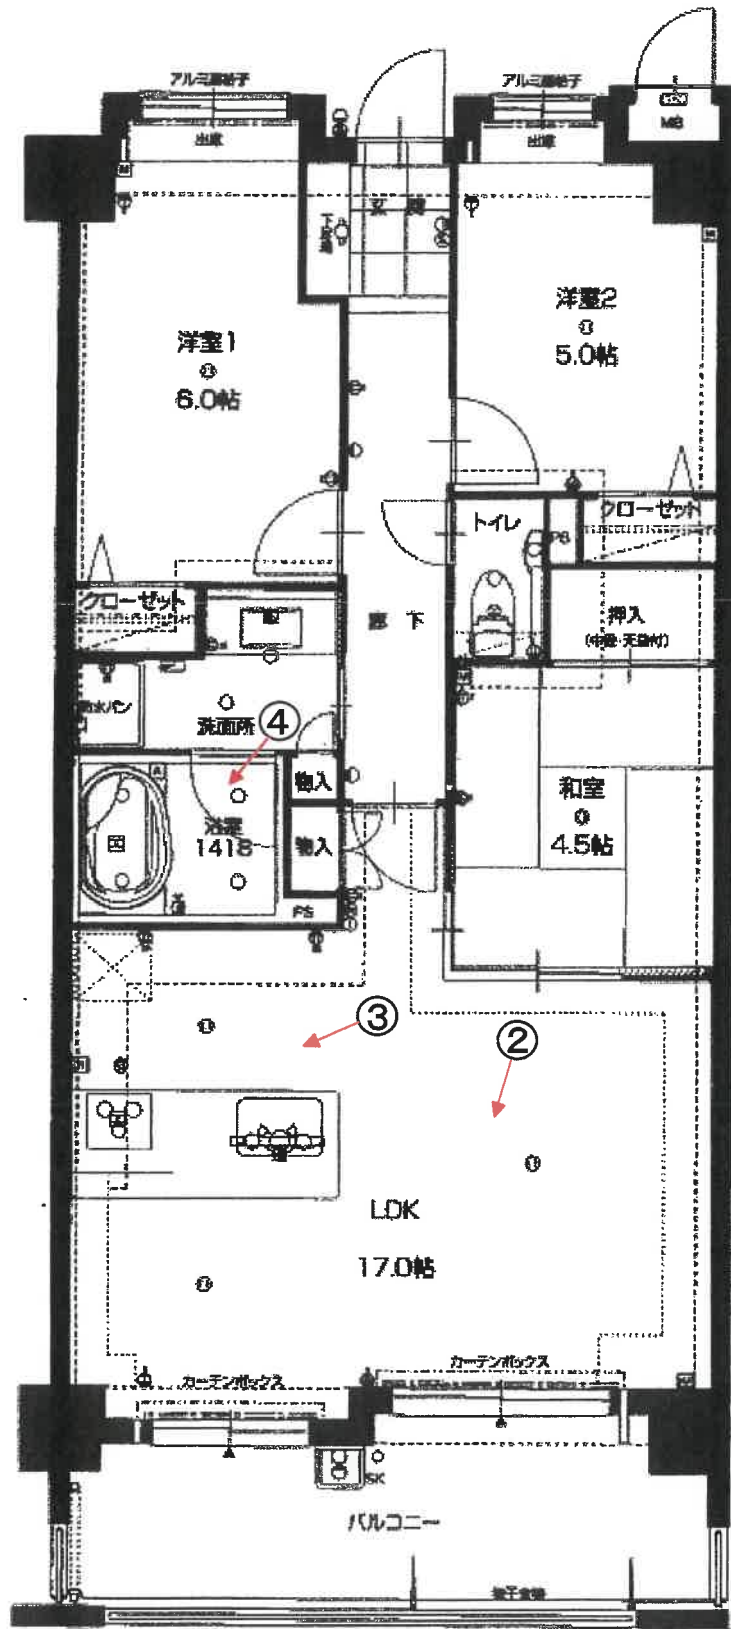 アルミ面格子
アルミ面格子
MB
出窓
出窓
玄関
下足入
洋室1
6.0帖
洋室2
5.0帖
トイレ
PS
クローゼット
クローゼット
廊下
押入
(中段・天袋付)
防水パン
洗面所
④
物入
浴室
1418
物入
和室
4.5帖
PS
③
②
LDK
17.0帖
カーテンボックス
カーテンボックス
SK
バルコニー
物干金物